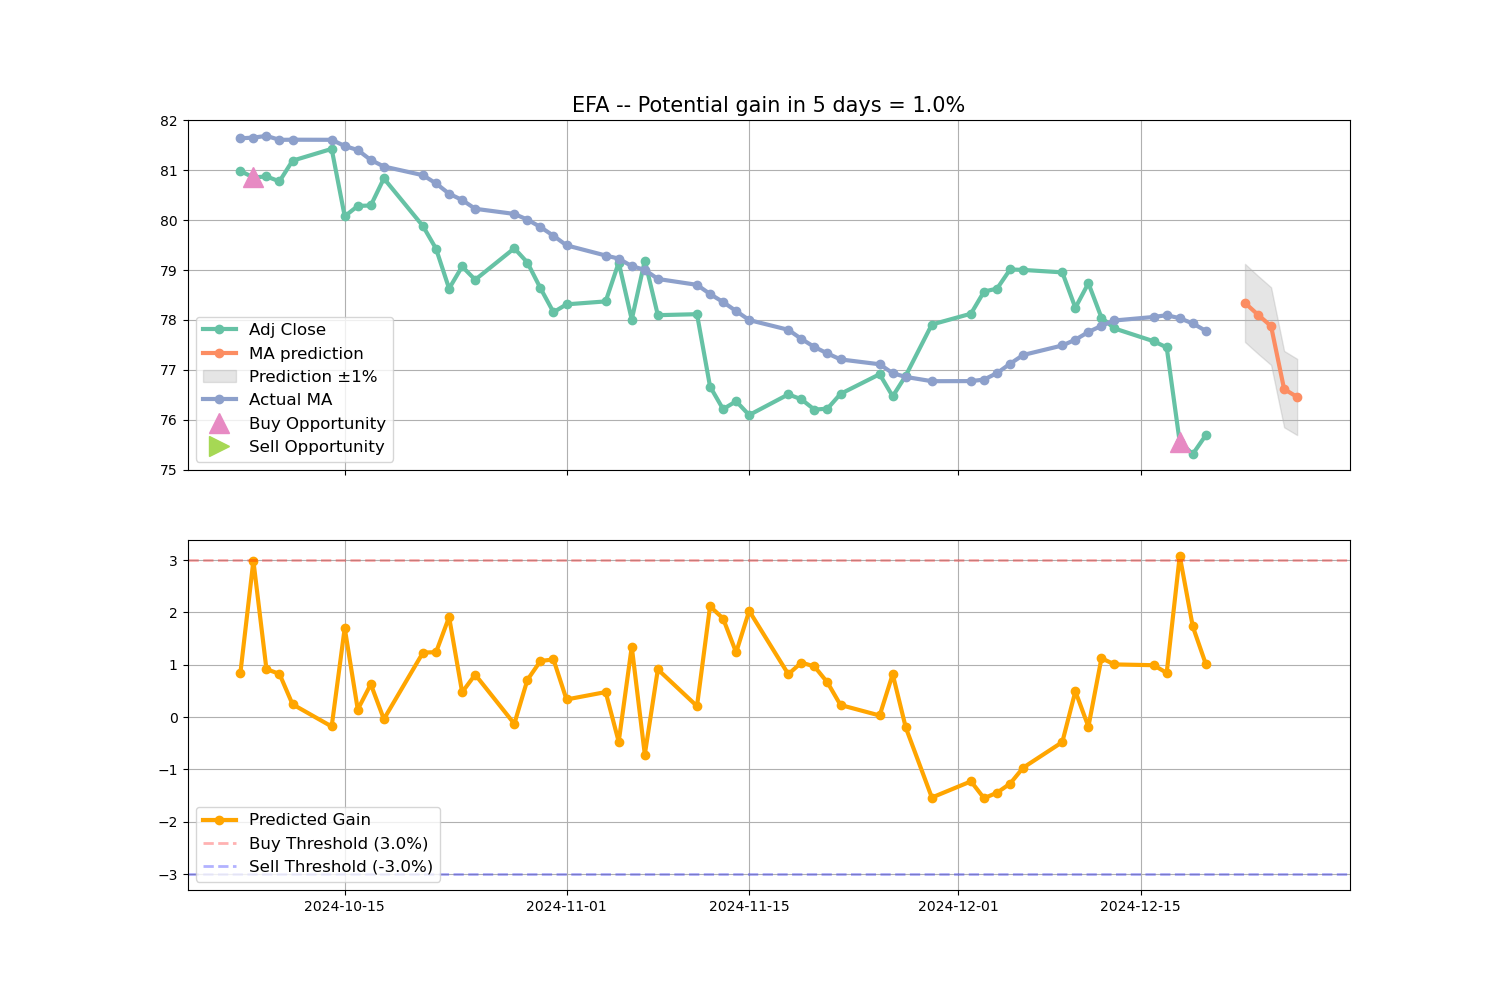 EFA -- Potential gain in 5 days = 1.0%
82
81
80
79
78
77
76
75
Adj Close
MA prediction
Prediction ±1%
Actual MA
Buy Opportunity
Sell Opportunity
3
2
1
0
−1
−2
−3
Predicted Gain
Buy Threshold (3.0%)
Sell Threshold (-3.0%)
2024-10-15
2024-11-01
2024-11-15
2024-12-01
2024-12-15